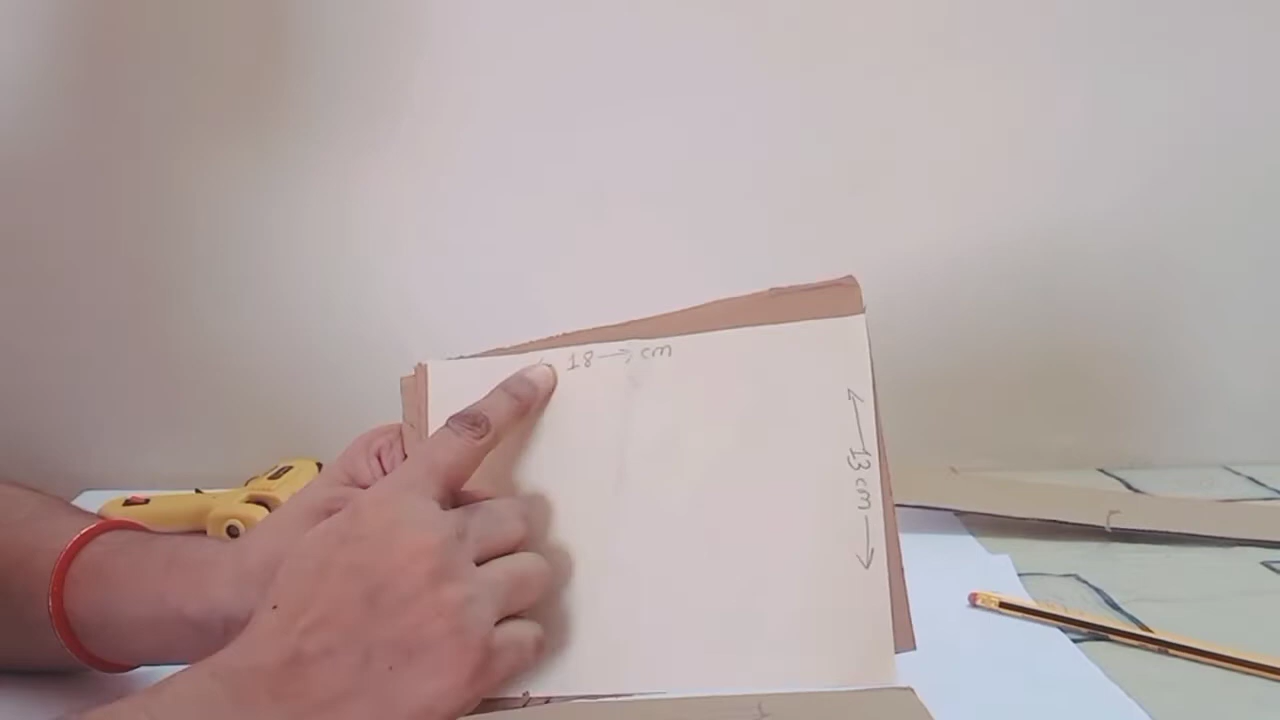 ← 18 → cm
← 13 cm →